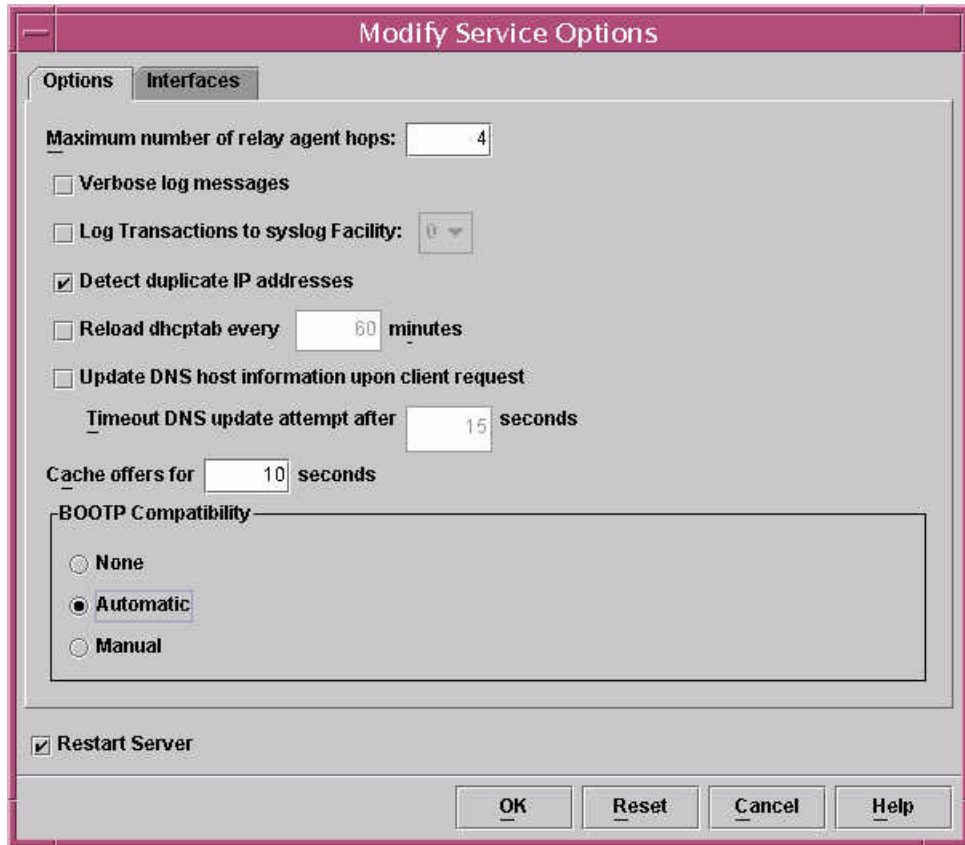 Modify Service Options
Options Interfaces
Maximum number of relay agent hops: 4
Verbose log messages
Log Transactions to syslog Facility: 0
Detect duplicate IP addresses
Reload dhcptab every 60 minutes
Update DNS host information upon client request
Timeout DNS update attempt after 15 seconds
Cache offers for 10 seconds
BOOTP Compatibility
None
Automatic
Manual
Restart Server
OK Reset Cancel Help